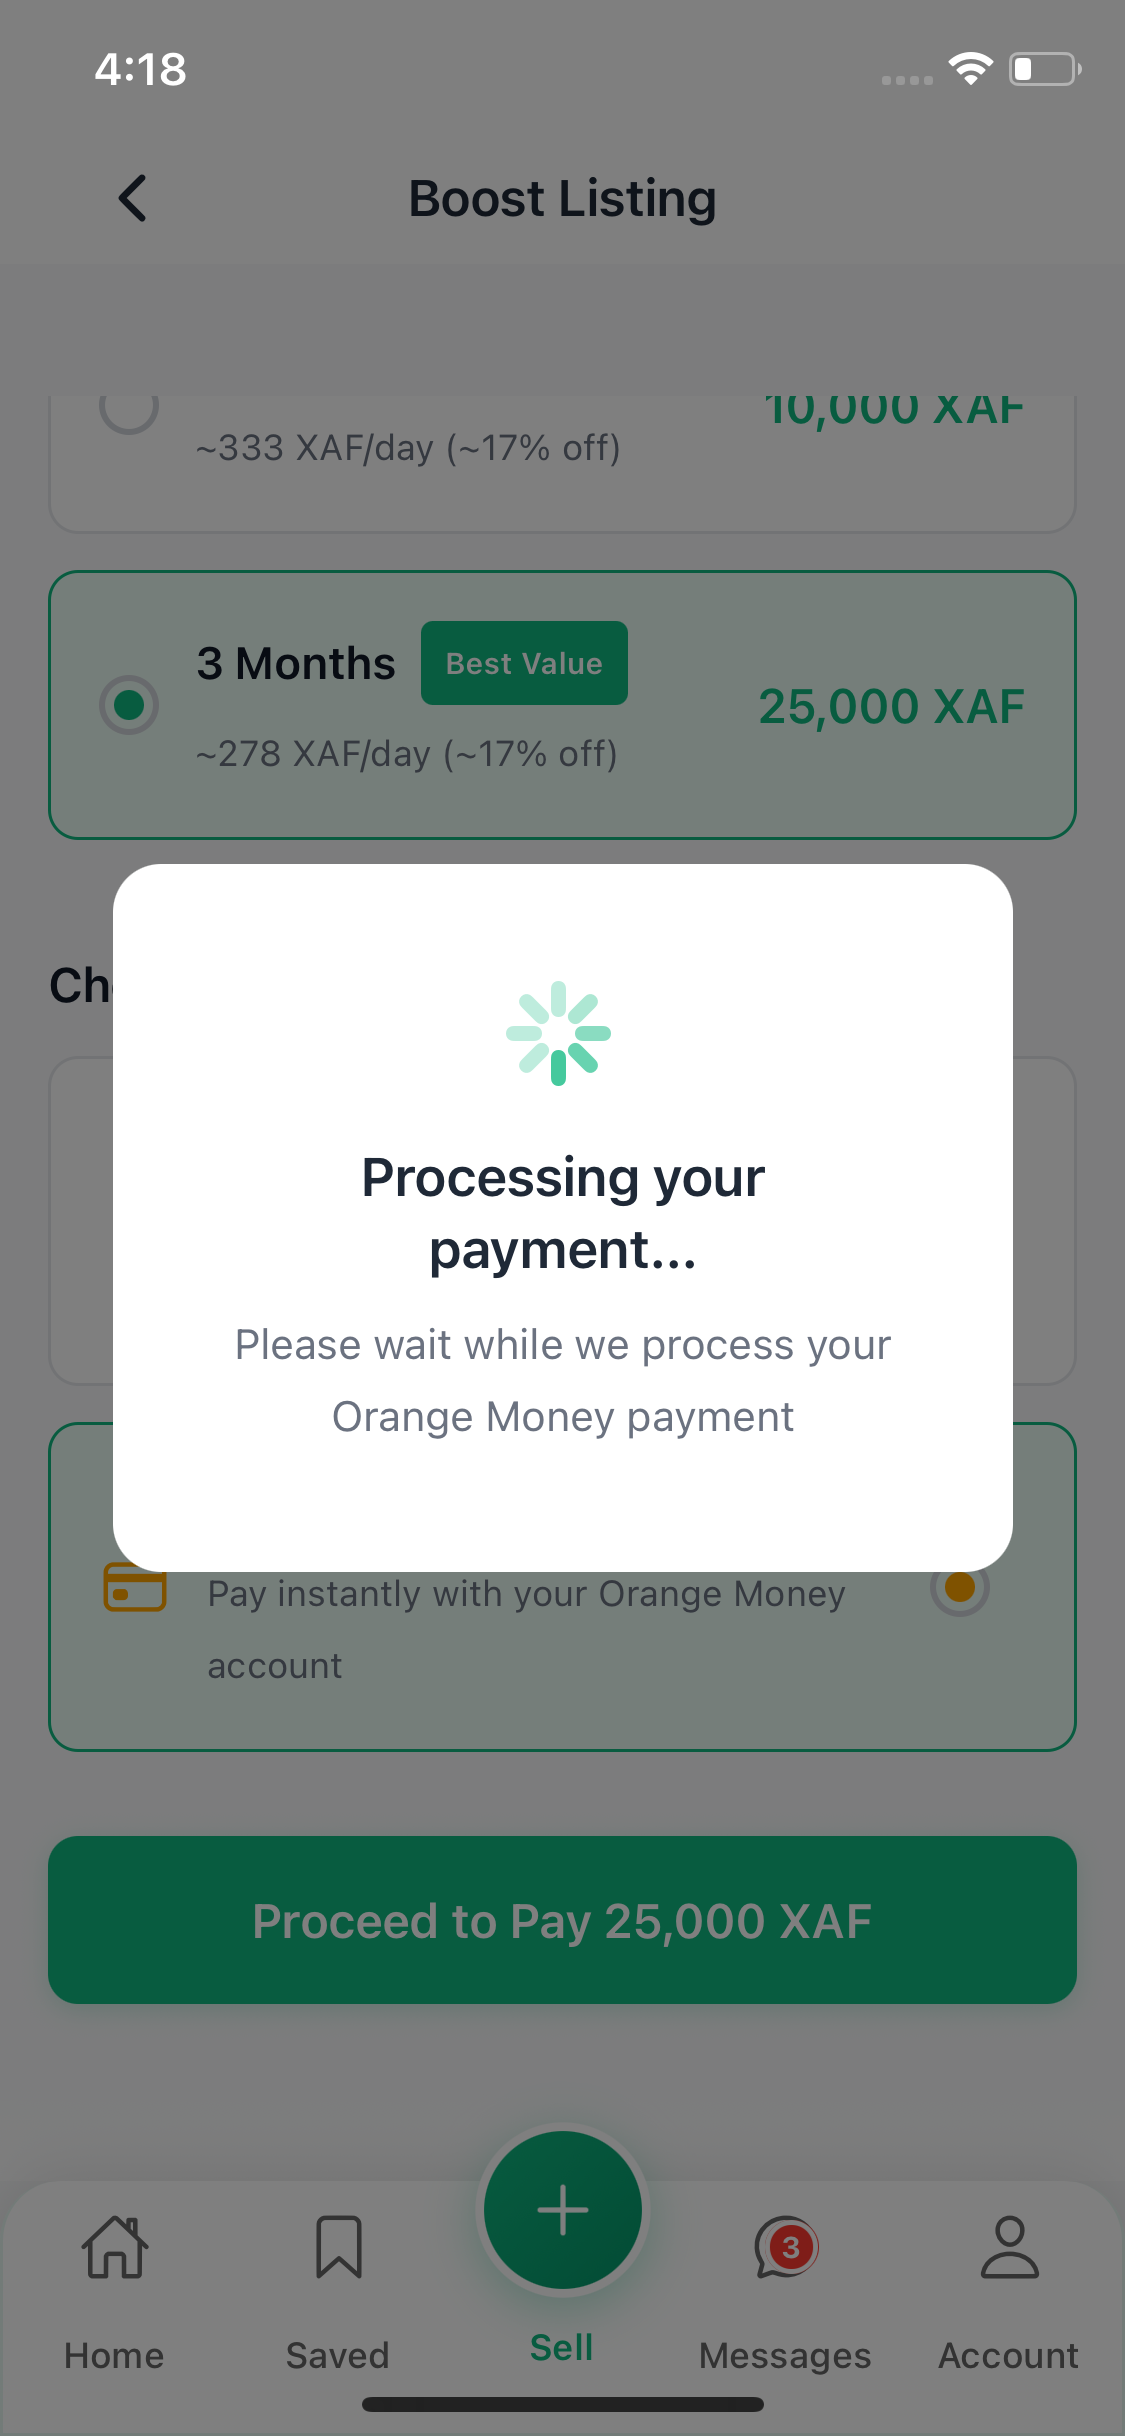 4:18
Boost Listing
10,000 XAF
~333 XAF/day (~17% off)
3 Months
Best Value
25,000 XAF
~278 XAF/day (~17% off)
Processing your
payment...
Please wait while we process your
Orange Money payment
Pay instantly with your Orange Money
account
Proceed to Pay 25,000 XAF
3
Home
Saved
Sell
Messages
Account